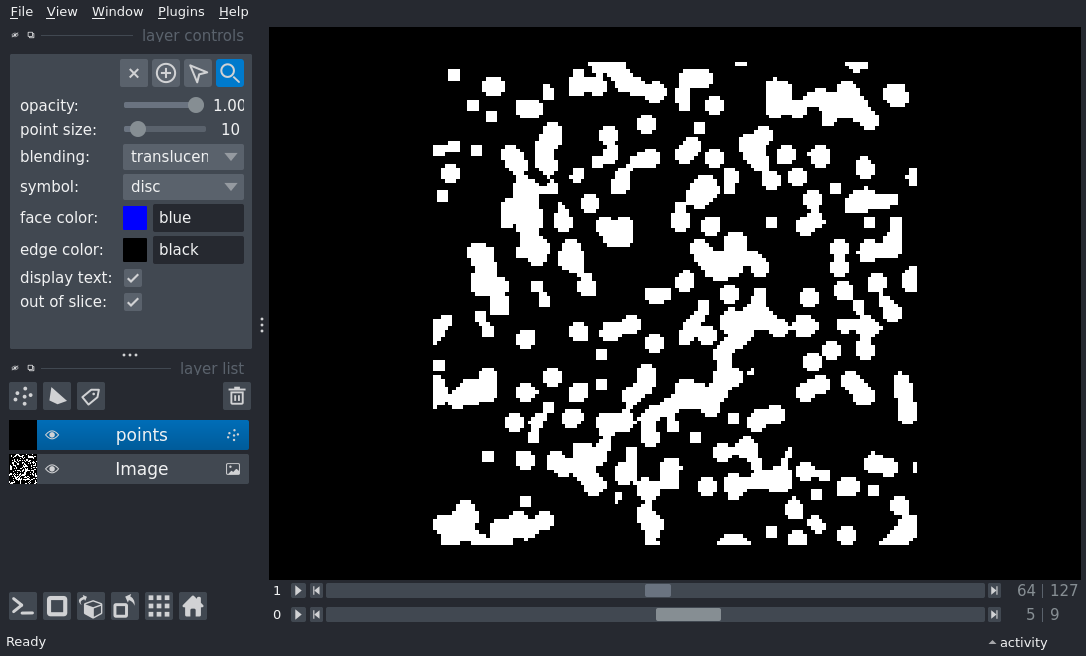 File View Window Plugins Help
layer controls
opacity: 1.00
point size: 10
blending: translucen
symbol: disc
face color: blue
edge color: black
display text:
out of slice:
layer list
points
Image
1 64 127
0 5 9
Ready activity